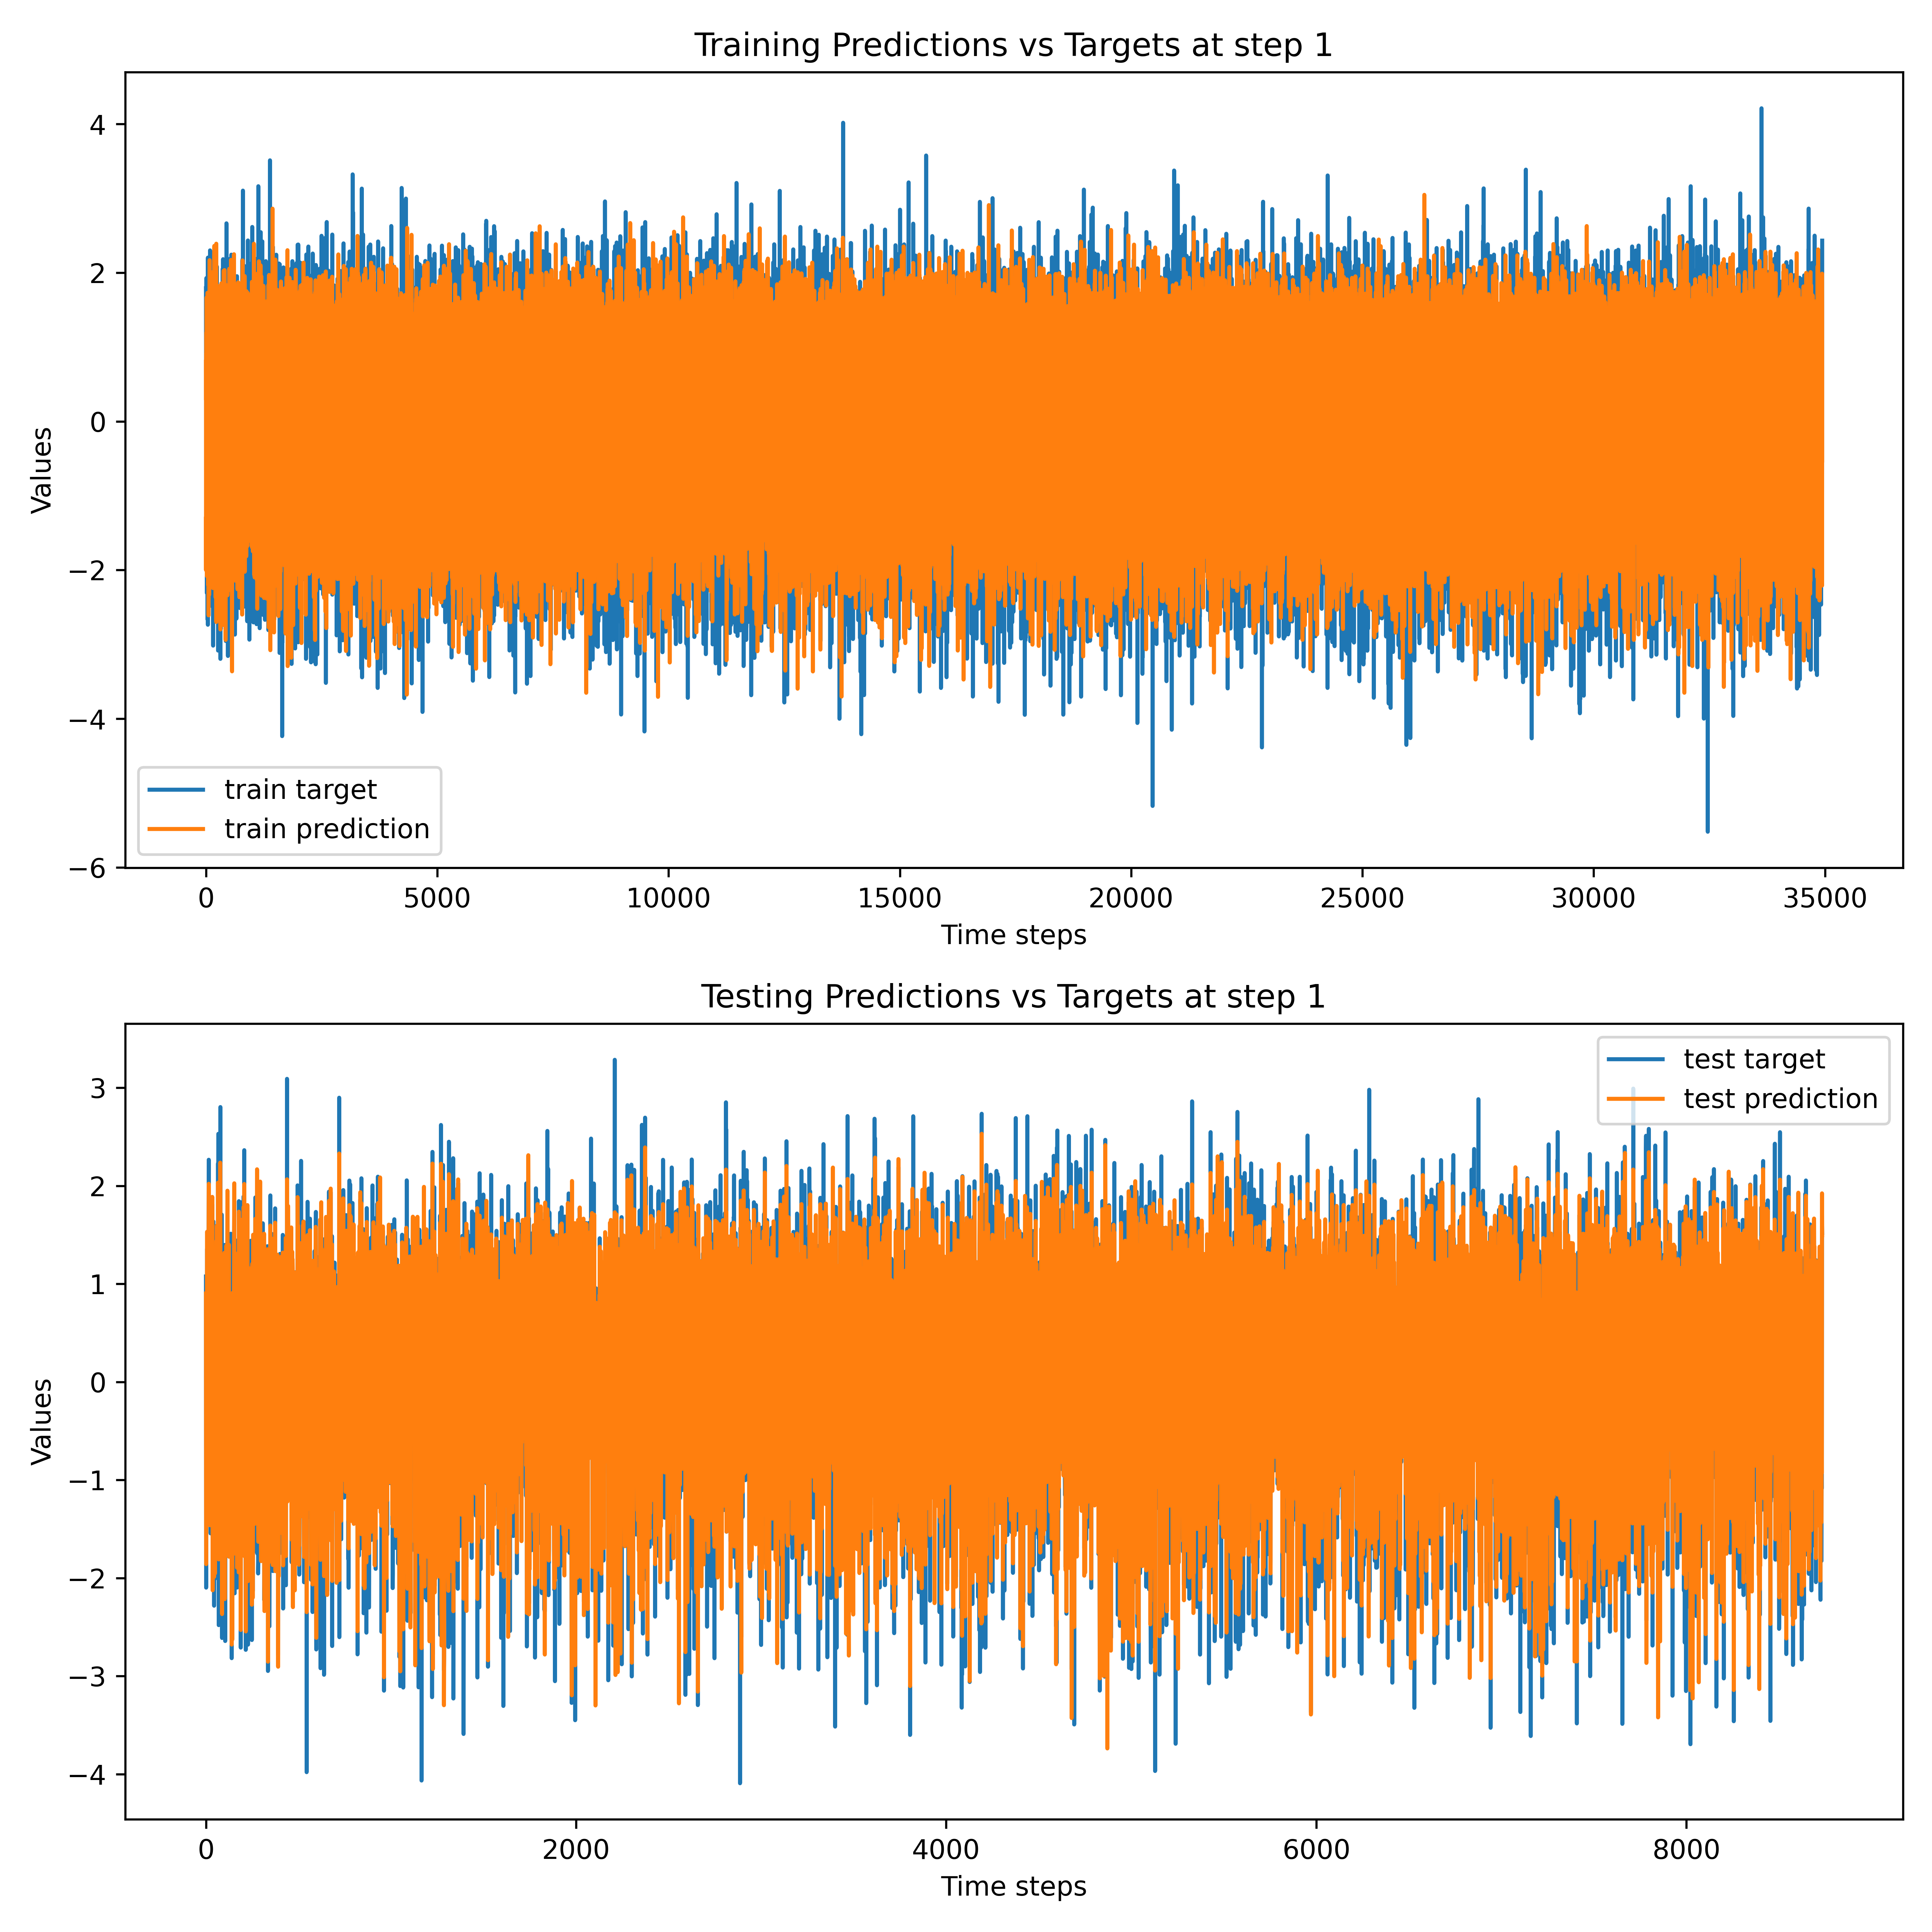 Training Predictions vs Targets at step 1
4
2
0
−2
−4
−6
Values
train target
train prediction
0 5000 10000 15000 20000 25000 30000 35000
Time steps
Testing Predictions vs Targets at step 1
test target
test prediction
3
2
1
0
−1
−2
−3
−4
Values
0 2000 4000 6000 8000
Time steps